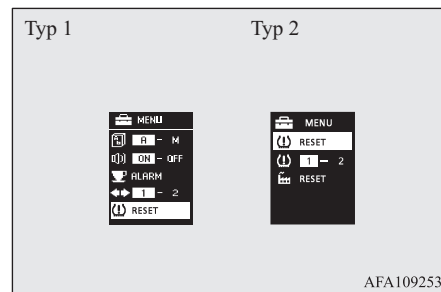 Typ 1
Typ 2
MENU
A - M
ON - OFF
ALARM
1 - 2
RESET
MENU
RESET
1 - 2
RESET
AFA109253